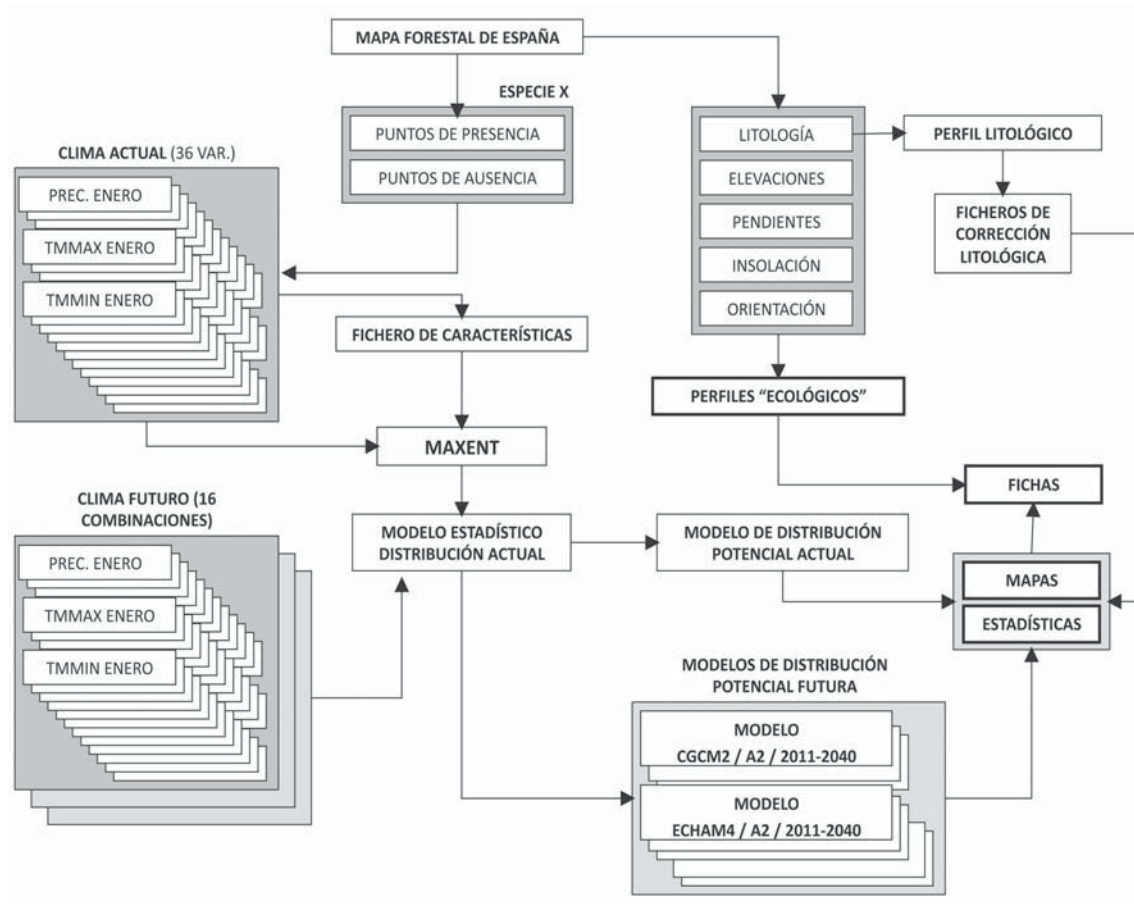 MAPA FORESTAL DE ESPAÑA
ESPECIE X
PUNTOS DE PRESENCIA
PUNTOS DE AUSENCIA
CLIMA ACTUAL (36 VAR.)
PREC. ENERO
TMMAX ENERO
TMMIN ENERO
LITOLOGÍA
ELEVACIONES
PENDIENTES
INSOLACIÓN
ORIENTACIÓN
PERFIL LITOLÓGICO
FICHEROS DE
CORRECCIÓN
LITOLÓGICA
FICHERO DE CARACTERÍSTICAS
PERFILES “ECOLÓGICOS”
MAXENT
FICHAS
CLIMA FUTURO (16
COMBINACIONES)
PREC. ENERO
TMMAX ENERO
TMMIN ENERO
MODELO ESTADÍSTICO
DISTRIBUCIÓN ACTUAL
MODELO DE DISTRIBUCIÓN
POTENCIAL ACTUAL
MAPAS
ESTADÍSTICAS
MODELOS DE DISTRIBUCIÓN
POTENCIAL FUTURA
MODELO
CGCM2 / A2 / 2011-2040
MODELO
ECHAM4 / A2 / 2011-2040